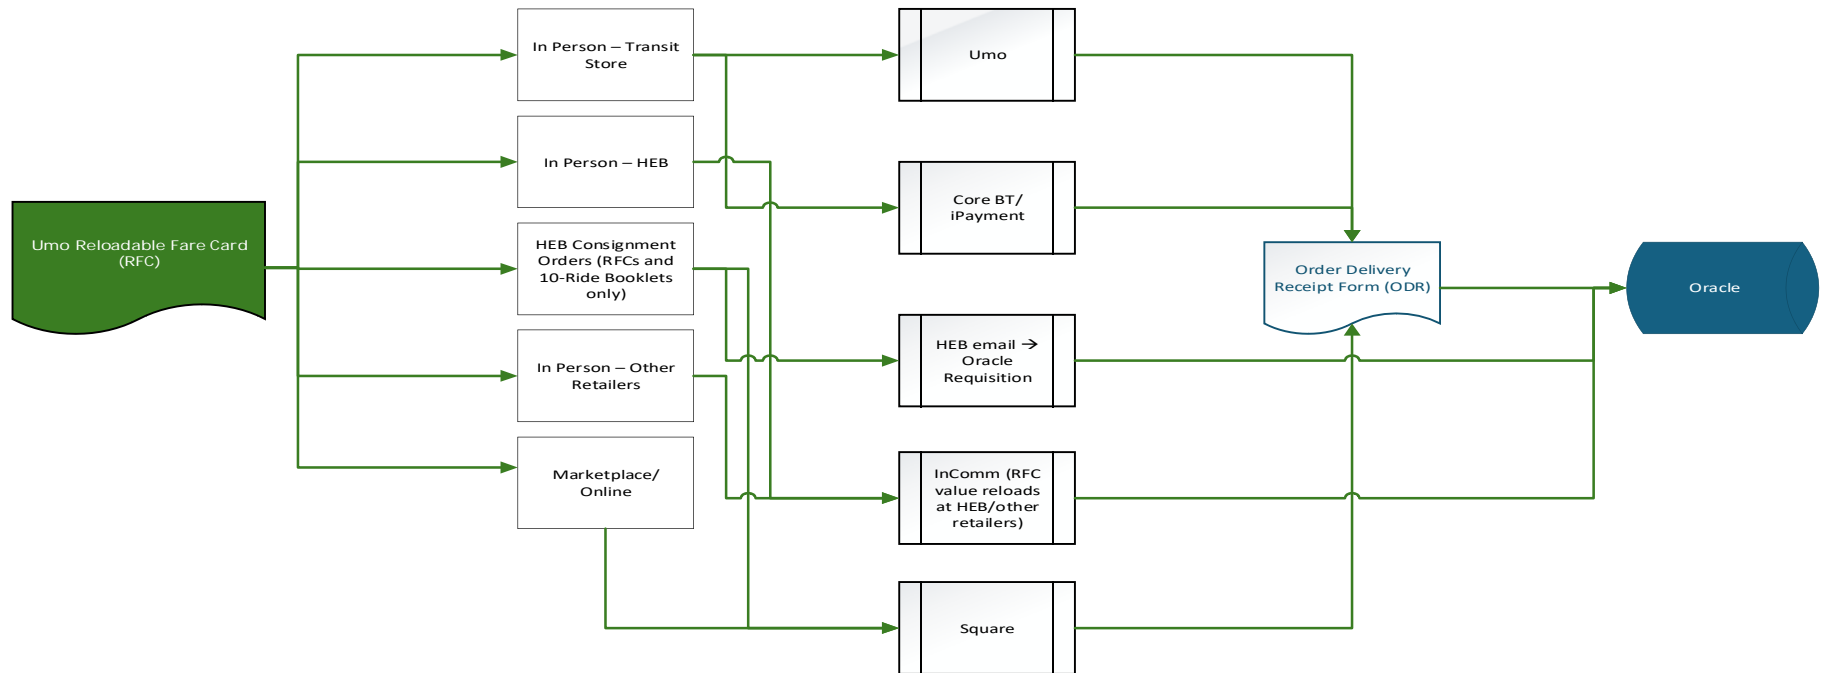 Umo Reloadable Fare Card
(RFC)
In Person – Transit
Store
In Person – HEB
HEB Consignment
Orders (RFCs and
10-Ride Booklets
only)
In Person – Other
Retailers
Marketplace/
Online
Umo
Core BT/
iPayment
HEB email →
Oracle
Requisition
InComm (RFC
value reloads
at HEB/other
retailers)
Square
Order Delivery
Receipt Form (ODR)
Oracle